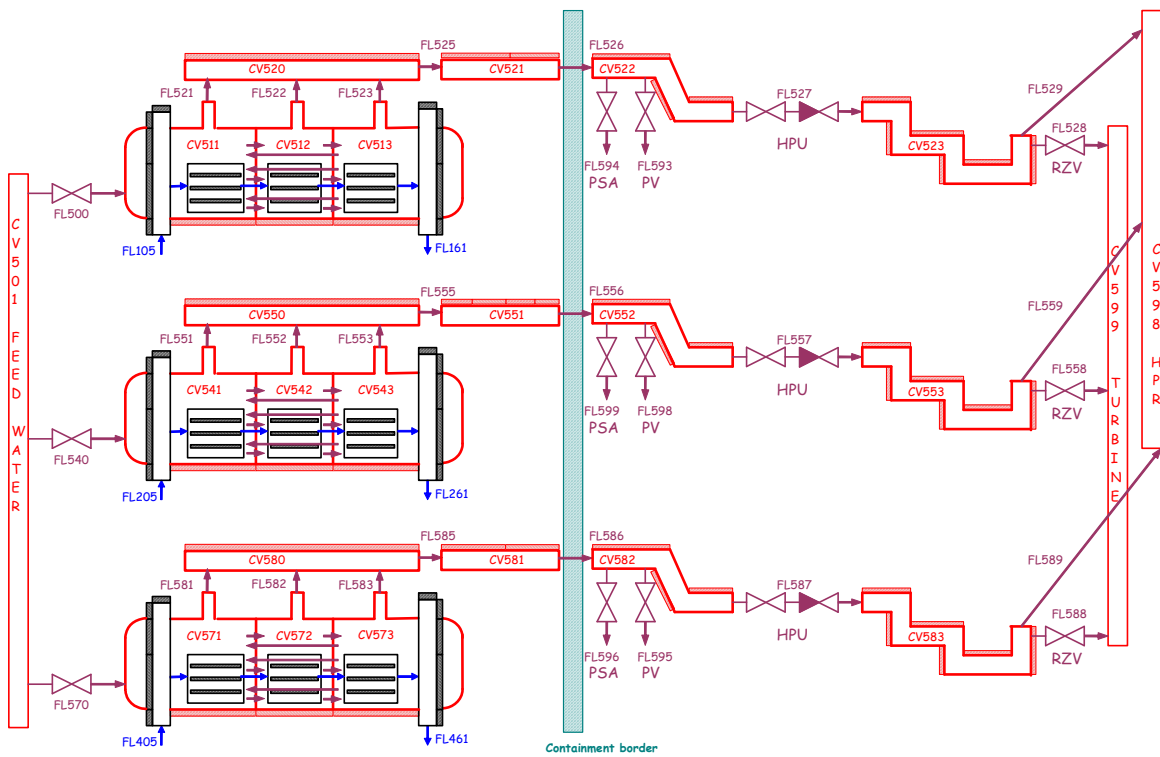 FL525
FL526
CV520
CV521
CV522
FL521
FL522
FL523
FL527
FL529
FL528
CV511
CV512
CV513
FL594
FL593
HPU
CV523
PSA
PV
RZV
FL500
FL105
FL161
CV501 FEED WATER
CV599 TURBINE
CV598 HPR
FL555
FL556
CV550
CV551
CV552
FL551
FL552
FL553
FL557
FL559
FL558
CV541
CV542
CV543
FL599
FL598
HPU
CV553
PSA
PV
RZV
FL540
FL205
FL261
FL585
FL586
CV580
CV581
CV582
FL581
FL582
FL583
FL587
FL589
FL588
CV571
CV572
CV573
FL596
FL595
HPU
CV583
PSA
PV
RZV
FL570
FL405
FL461
Containment border